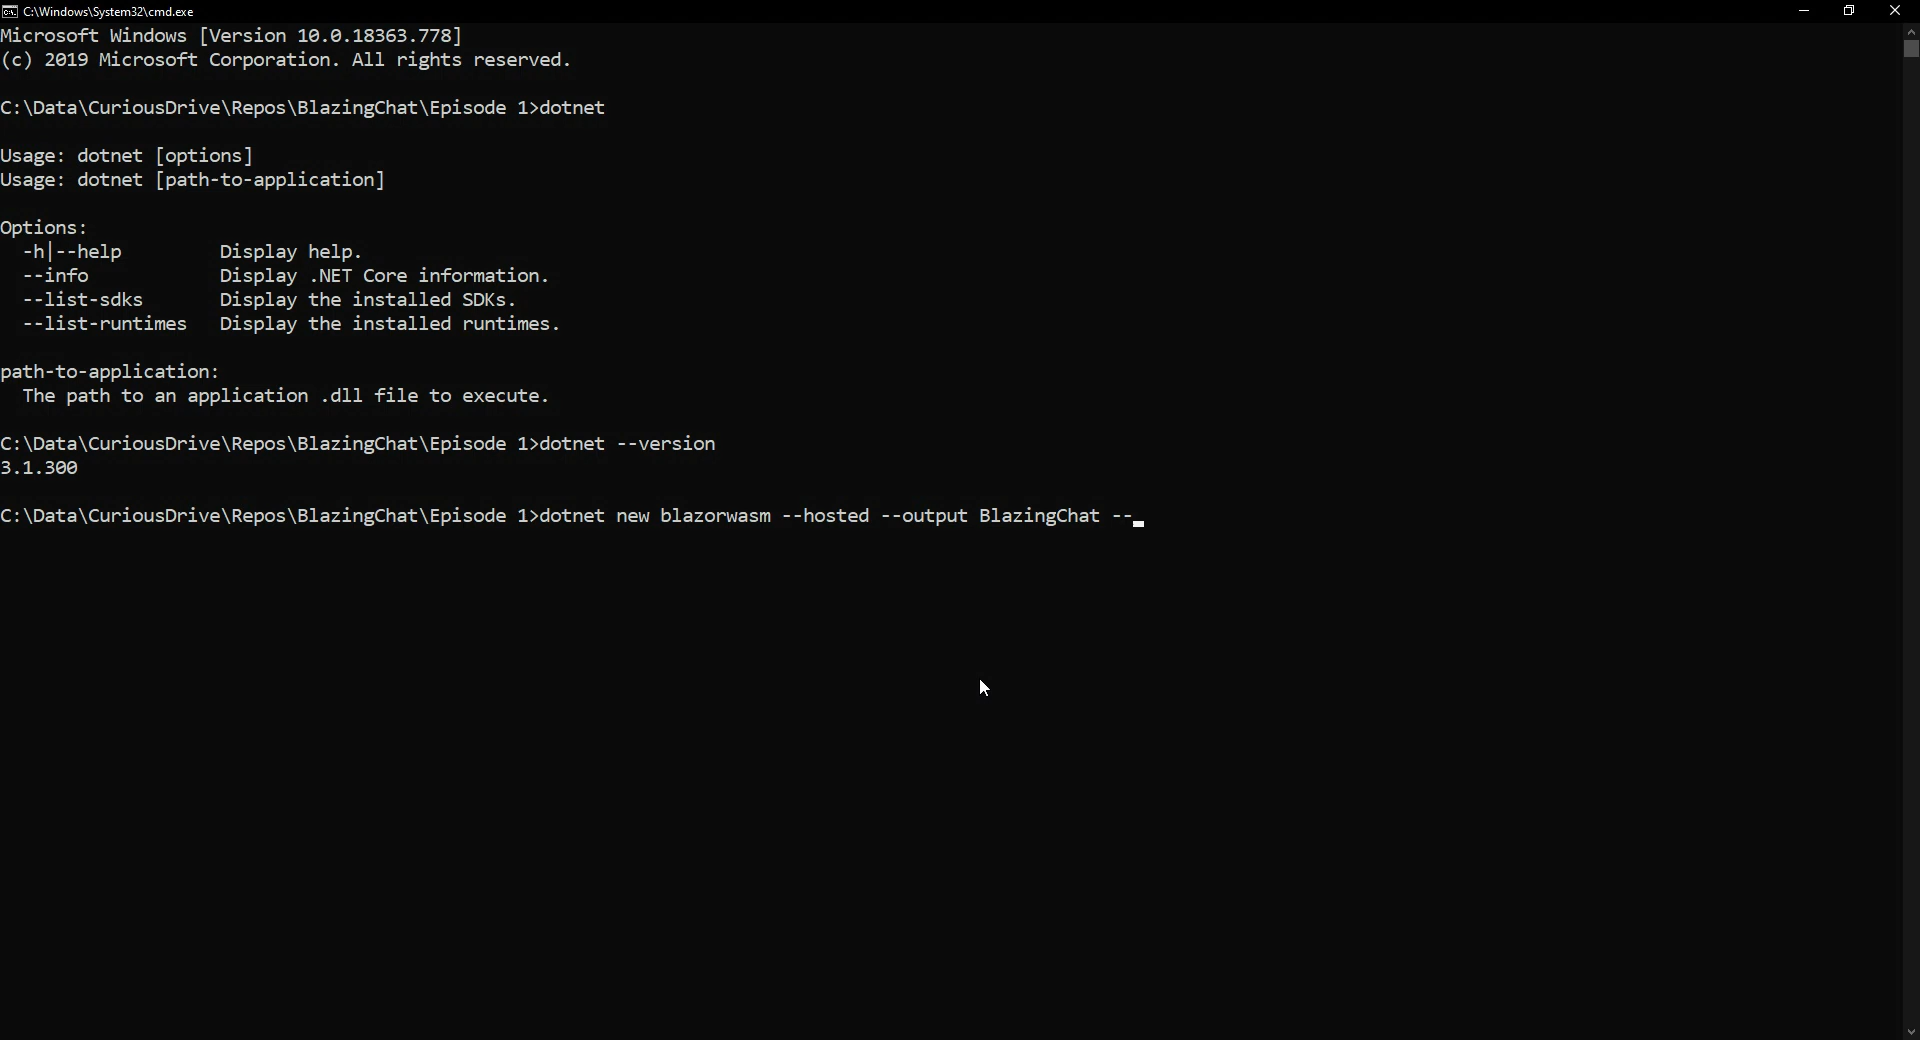 C:\Windows\System32\cmd.exe
Microsoft Windows [Version 10.0.18363.778]
(c) 2019 Microsoft Corporation. All rights reserved.
C:\Data\CuriousDrive\Repos\BlazingChat\Episode 1>dotnet
Usage: dotnet [options]
Usage: dotnet [path-to-application]
Options:
-h|--help Display help.
--info Display .NET Core information.
--list-sdks Display the installed SDKs.
--list-runtimes Display the installed runtimes.
path-to-application:
The path to an application .dll file to execute.
C:\Data\CuriousDrive\Repos\BlazingChat\Episode 1>dotnet --version
3.1.300
C:\Data\CuriousDrive\Repos\BlazingChat\Episode 1>dotnet new blazorwasm --hosted --output BlazingChat --